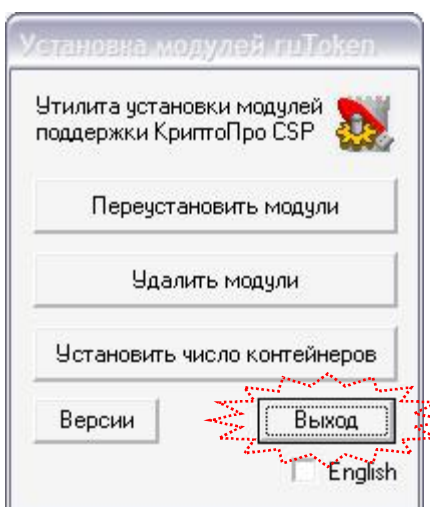 Установка модулей ruToken
Утилита установки модулей
поддержки КриптоПро CSP
Переустановить модули
Удалить модули
Установить число контейнеров
Версии
Выход
English